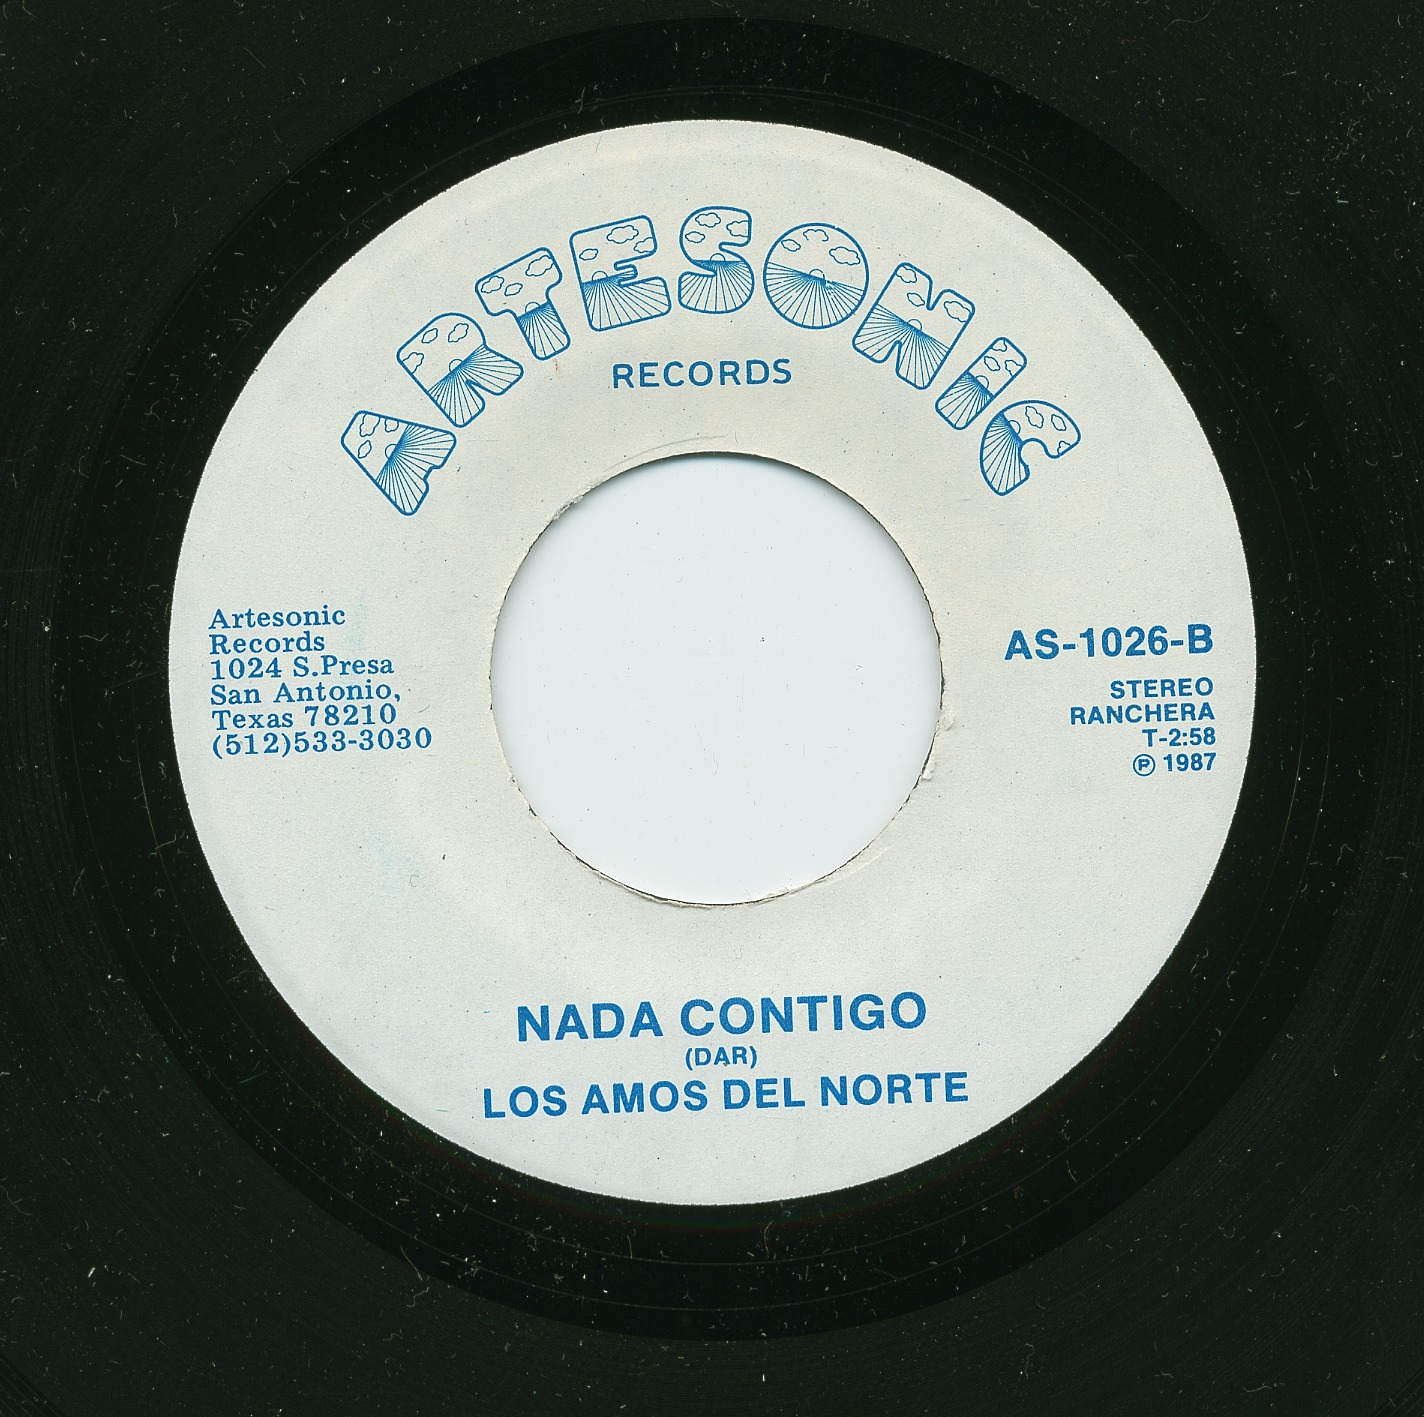 ARTESONIC
RECORDS
Artesonic
Records
1024 S.Presa
San Antonio,
Texas 78210
(512)533-3030
AS-1026-B
STEREO
RANCHERA
T-2:58
℗ 1987
NADA CONTIGO
(DAR)
LOS AMOS DEL NORTE